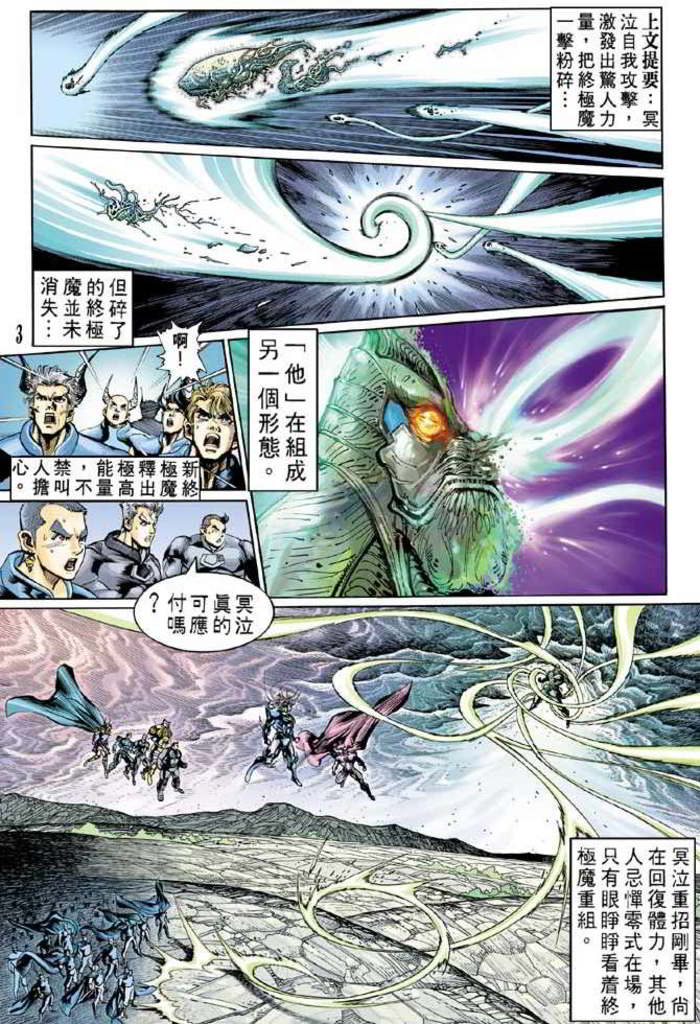 上文提要：冥
泣自我攻擊，
激發出驚人力
量，把終極魔
一擊粉碎…
但碎了
的終極
魔並未
消失…
3
啊！
「他」在組成
另一個形態。
新終
極魔
釋出
極高
能量
，不
禁叫
人擔
心。
冥泣
真的
可應
付嗎
？
冥泣重招剛畢，尚
在回復體力，其他
人忌憚零式在場，
只有眼睜睜看着終
極魔重組。